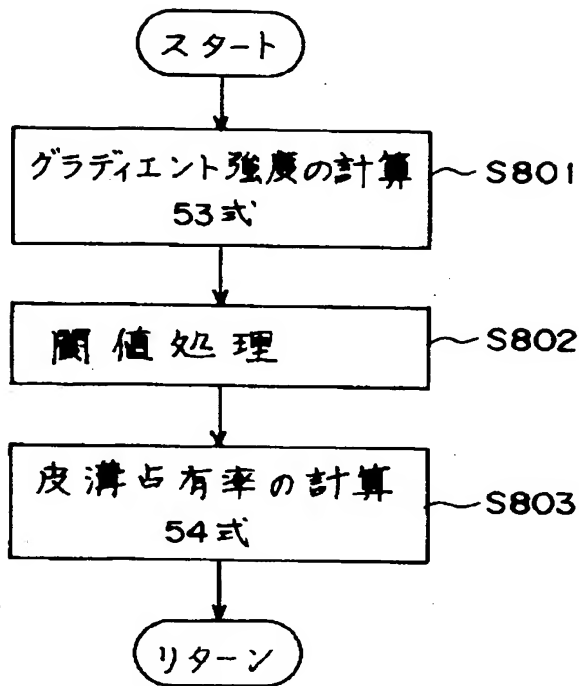 スタート
グラディエント強度の計算
53式
S801
閾値処理
S802
皮溝占有率の計算
54式
S803
リターン